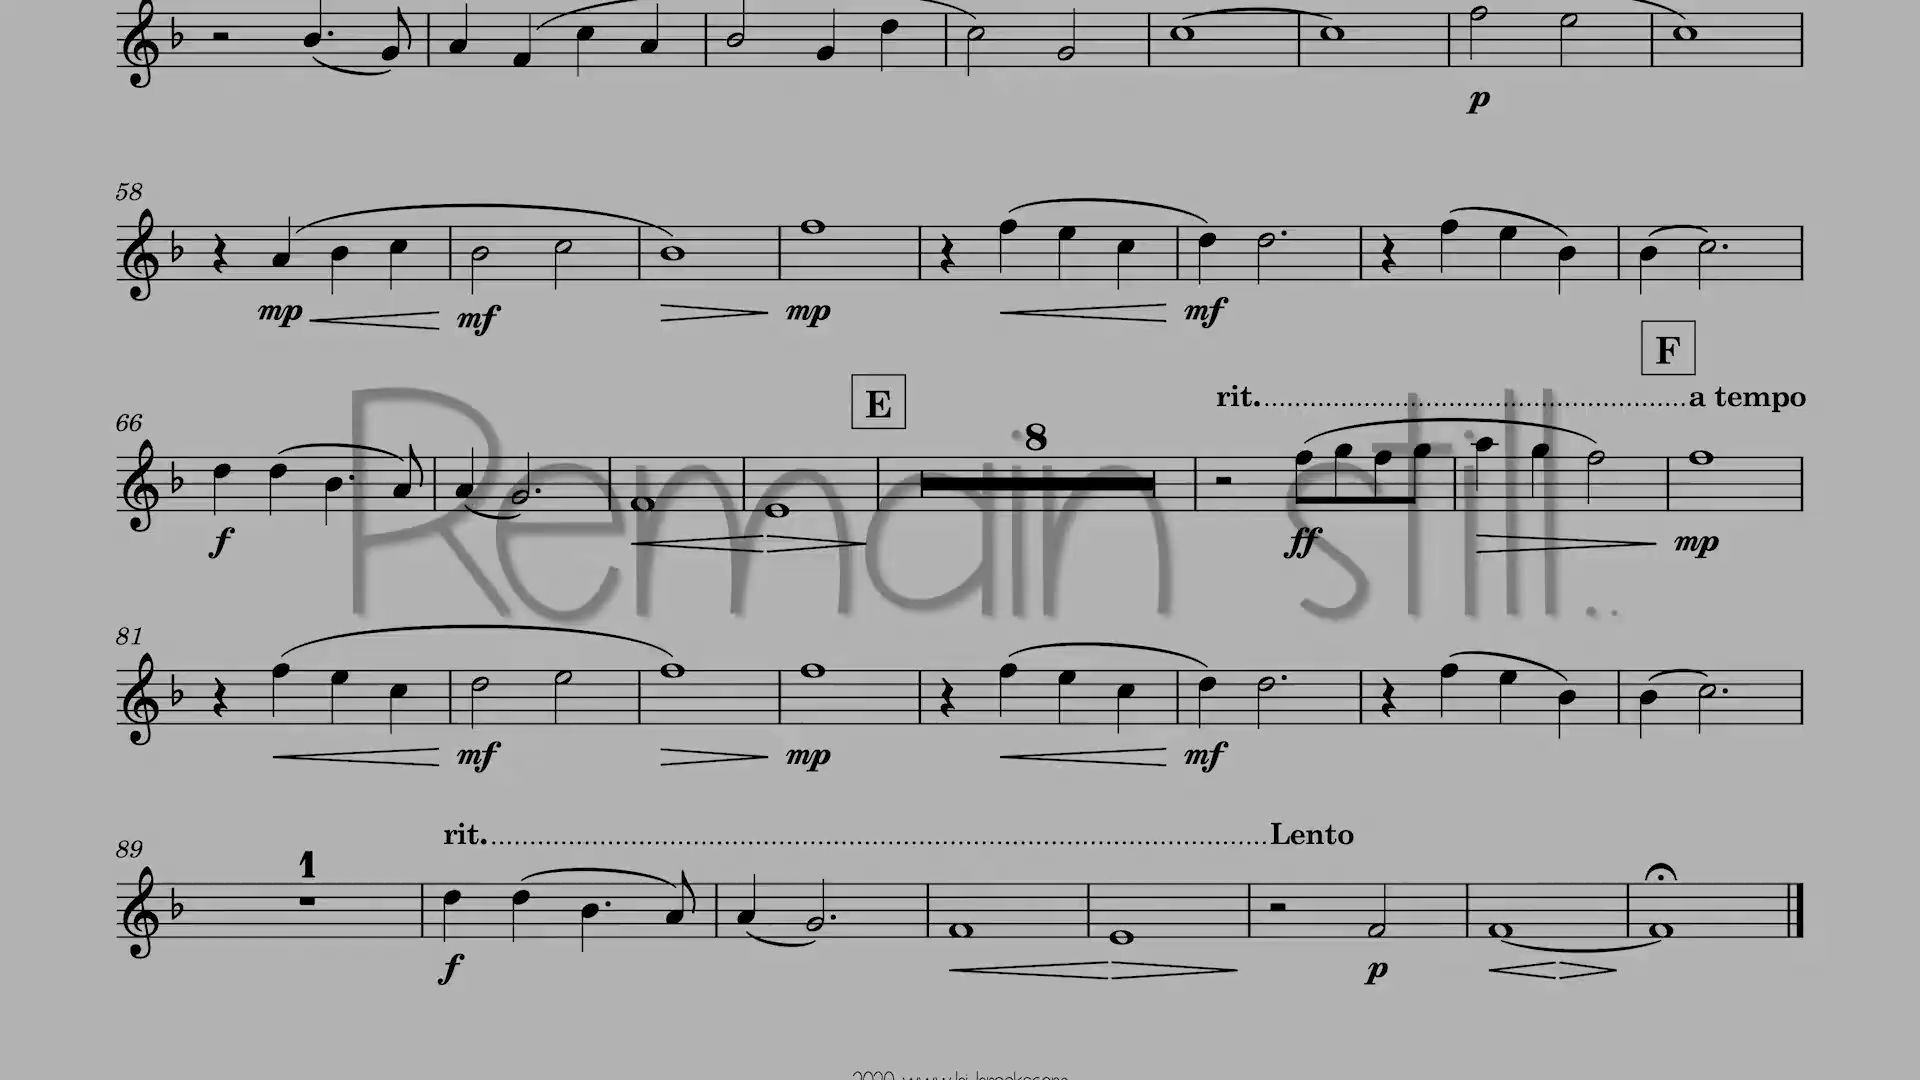 p
58
mp mf mp mf
F
66 E 8 rit. a tempo
f ff mp
Remain still..
81
mf mp mf
89 1 rit. Lento
f p